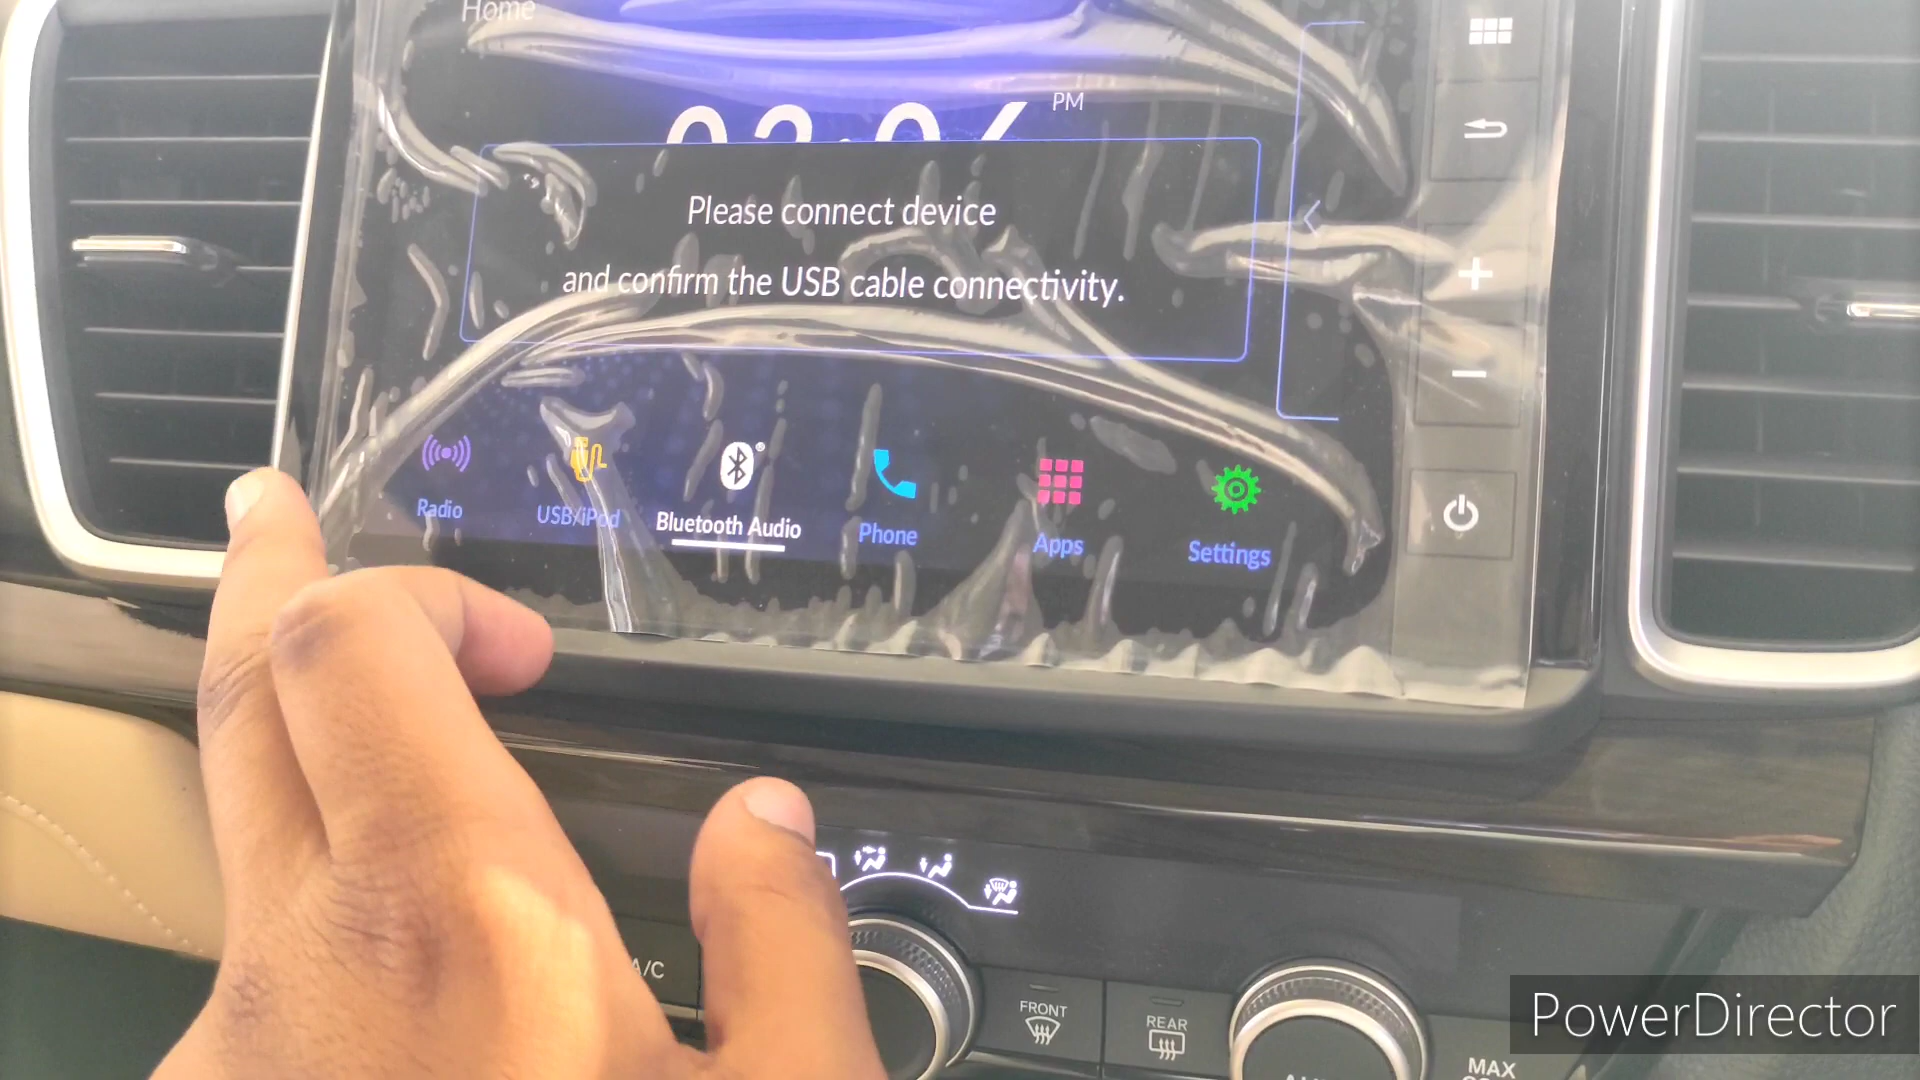 Home
PM
Please connect device
and confirm the USB cable connectivity.
Radio
USB/iPod
Bluetooth Audio
Phone
Apps
Settings
A/C
FRONT
REAR
MAX
PowerDirector